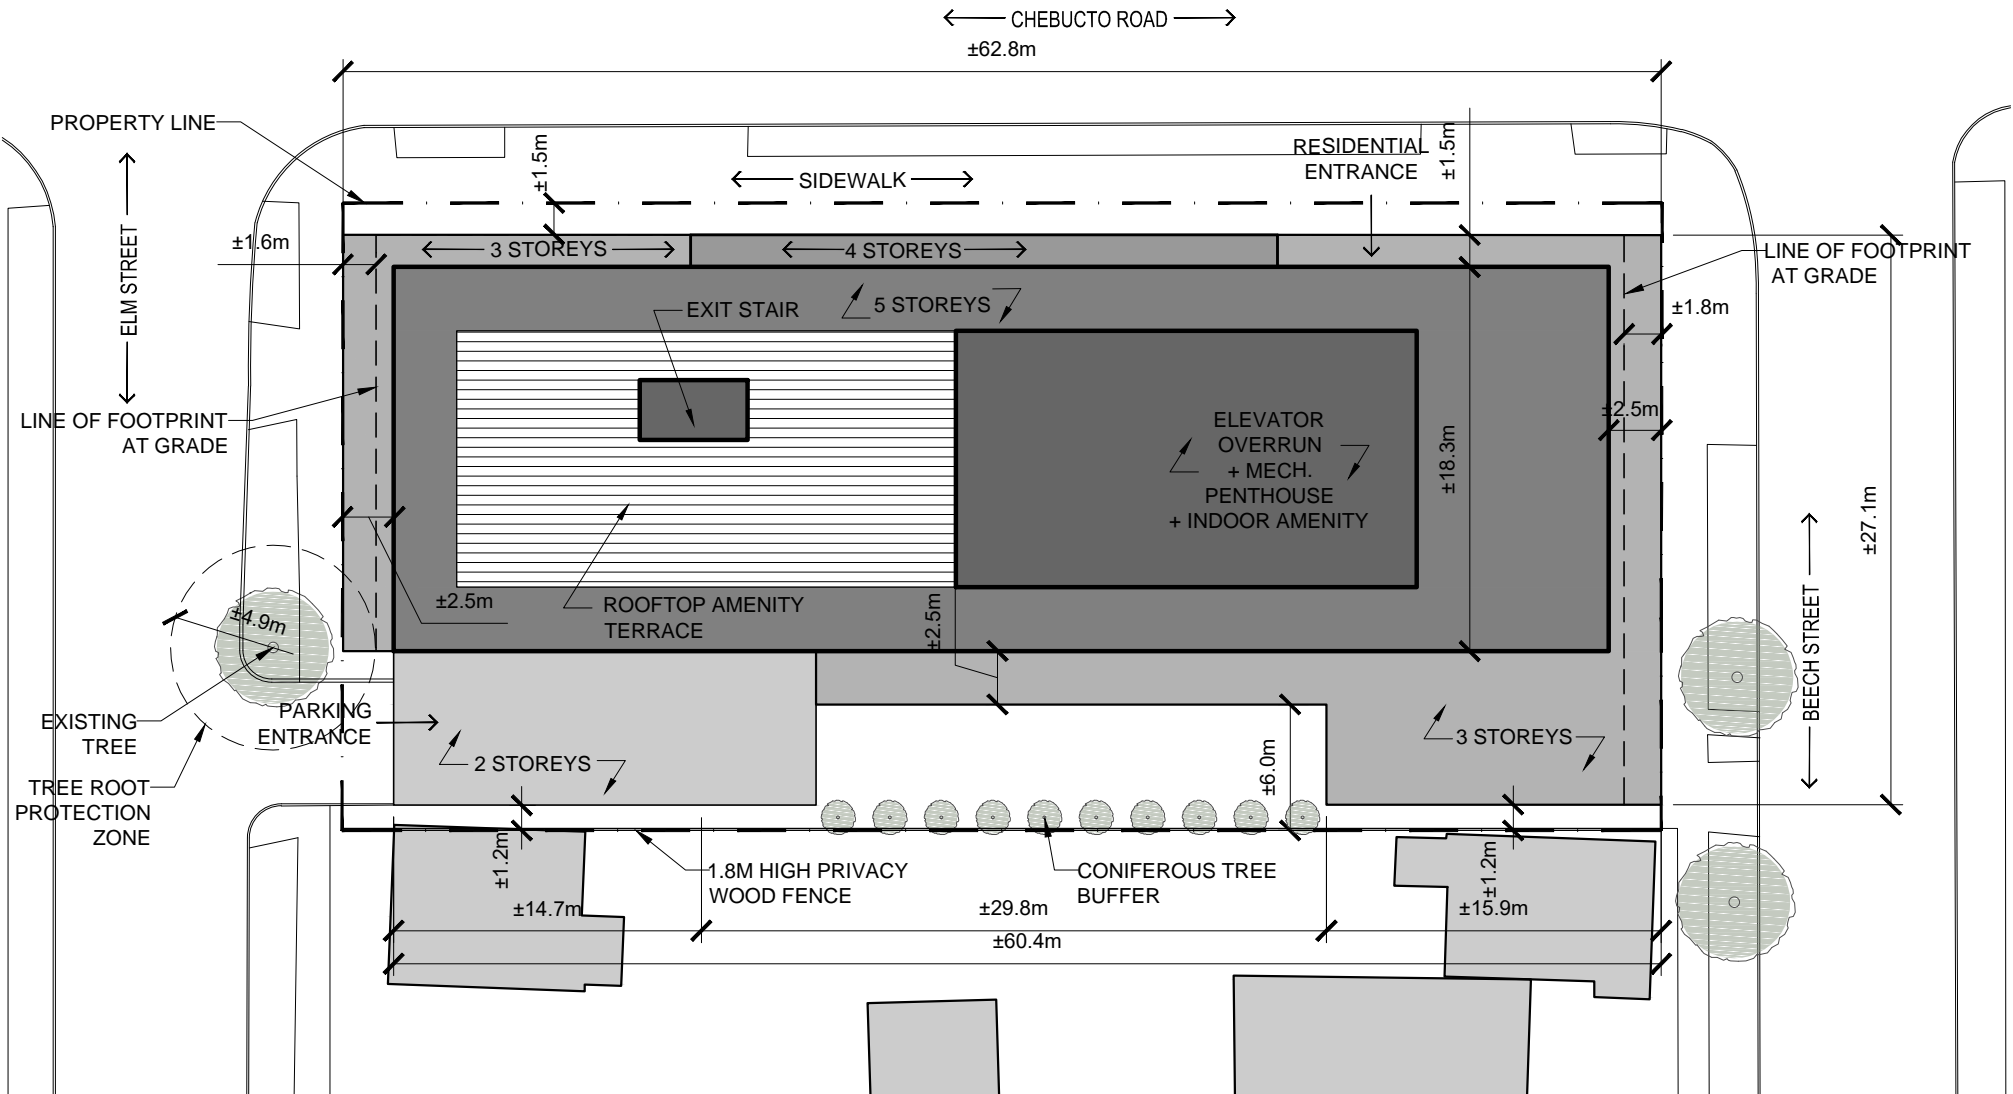 CHEBUCTO ROAD
±62.8m
PROPERTY LINE
±1.5m
RESIDENTIAL
ENTRANCE
±1.5m
SIDEWALK
ELM STREET
±1.6m
3 STOREYS
4 STOREYS
LINE OF FOOTPRINT
AT GRADE
5 STOREYS
EXIT STAIR
±1.8m
LINE OF FOOTPRINT
AT GRADE
±2.5m
ELEVATOR
OVERRUN
+ MECH.
PENTHOUSE
+ INDOOR AMENITY
±18.3m
±27.1m
±2.5m
ROOFTOP AMENITY
TERRACE
±2.5m
±4.9m
BEECH STREET
EXISTING
TREE
PARKING
ENTRANCE
2 STOREYS
3 STOREYS
±6.0m
TREE ROOT
PROTECTION
ZONE
±1.2m
1.8M HIGH PRIVACY
WOOD FENCE
CONIFEROUS TREE
BUFFER
±1.2m
±14.7m
±29.8m
±15.9m
±60.4m